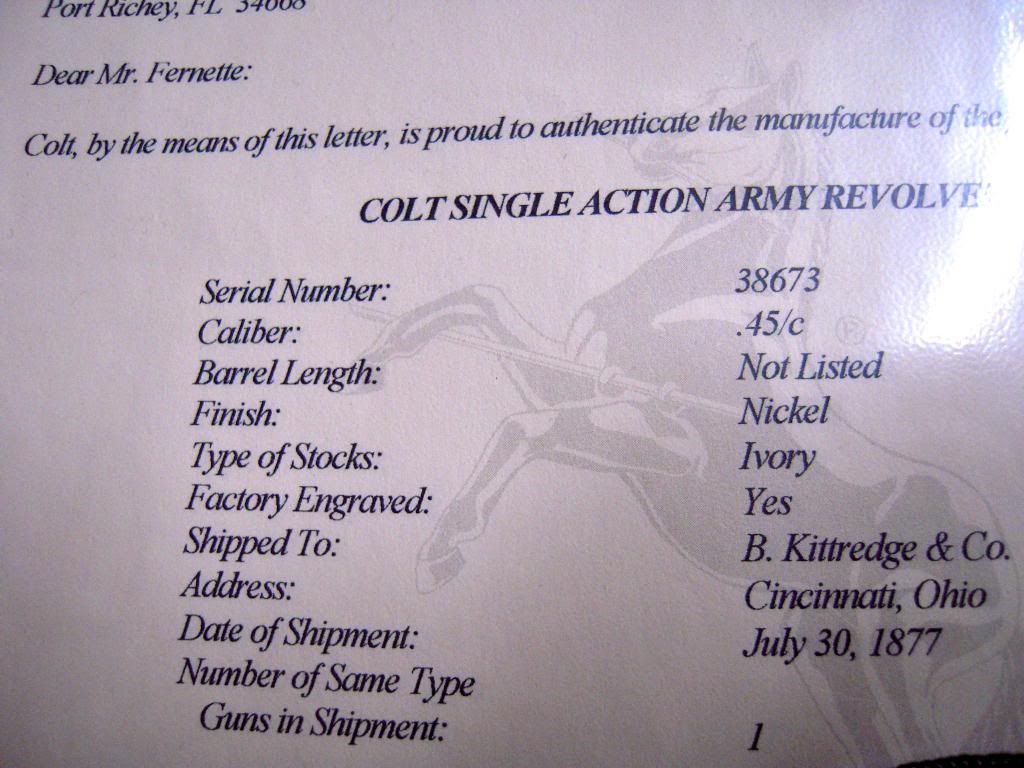 Port Richey, FL 34668
Dear Mr. Fernette:
Colt, by the means of this letter, is proud to authenticate the manufacture of the
COLT SINGLE ACTION ARMY REVOLVE
Serial Number: 38673
Caliber: .45/c
Barrel Length: Not Listed
Finish: Nickel
Type of Stocks: Ivory
Factory Engraved: Yes
Shipped To: B. Kittredge & Co.
Address: Cincinnati, Ohio
Date of Shipment: July 30, 1877
Number of Same Type
Guns in Shipment: 1
®